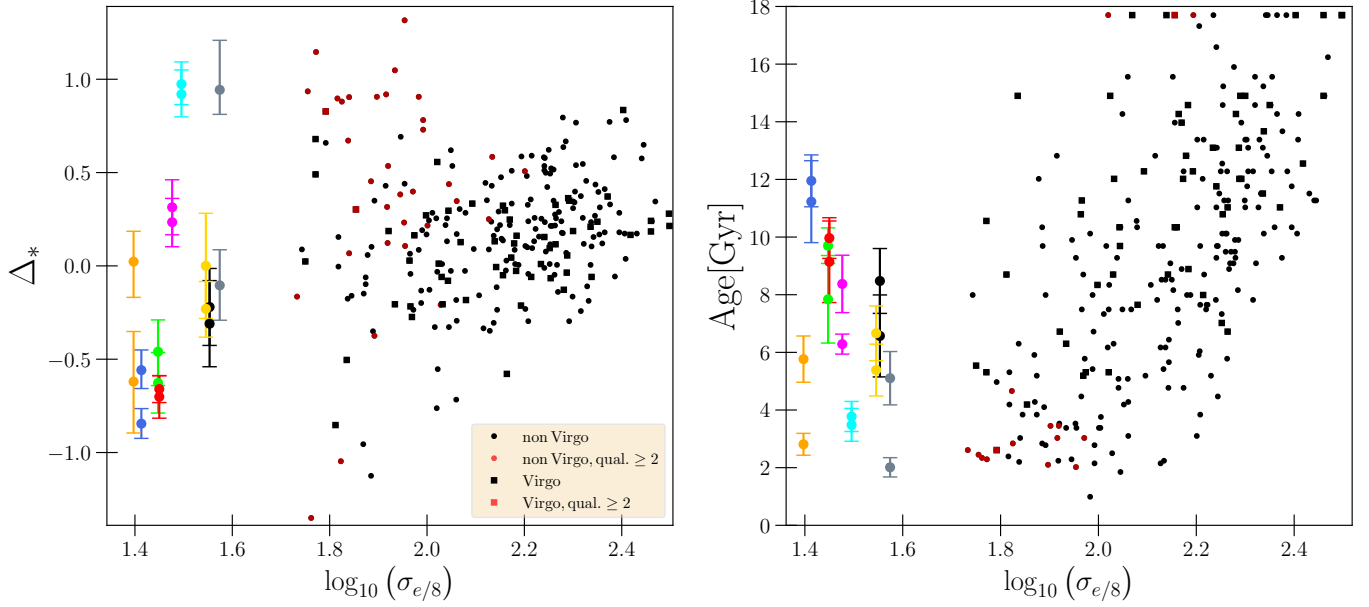 1.0
0.5
0.0
−0.5
−1.0
Δ*
1.4 1.6 1.8 2.0 2.2 2.4
log10 (σe/8)
non Virgo
non Virgo, qual. ≥ 2
Virgo
Virgo, qual. ≥ 2
18
16
14
12
10
8
6
4
2
0
Age[Gyr]
1.4 1.6 1.8 2.0 2.2 2.4
log10 (σe/8)